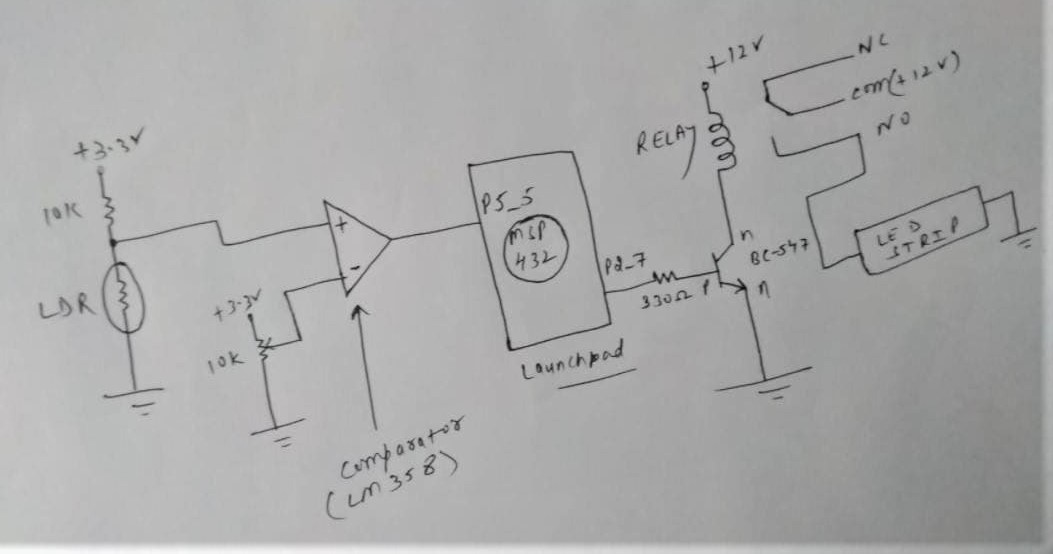 +3.3V
10K
LDR
+3.3V
10K
+
-
Comparator
(LM358)
P5_5
MSP
432
P2_7
Launchpad
330Ω
P
n
BC-547
n
RELAY
+12V
NC
com(+12V)
NO
LED
STRIP